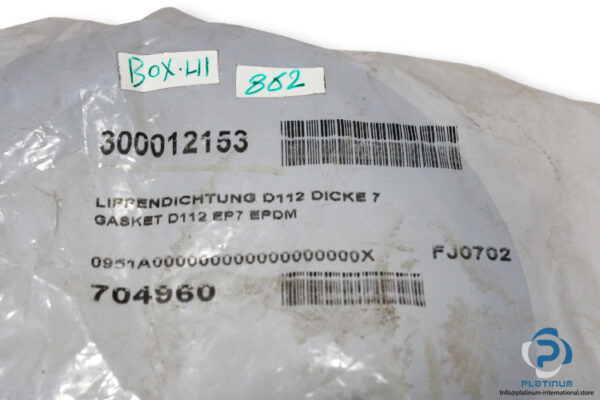 BOX.41
862
300012153
LIPPENDICHTUNG D112 DICKE 7
GASKET D112 EP7 EPDM
0951A0000000000000000000X FJ0702
704960
PLATINUM
Info@platinum-international.store